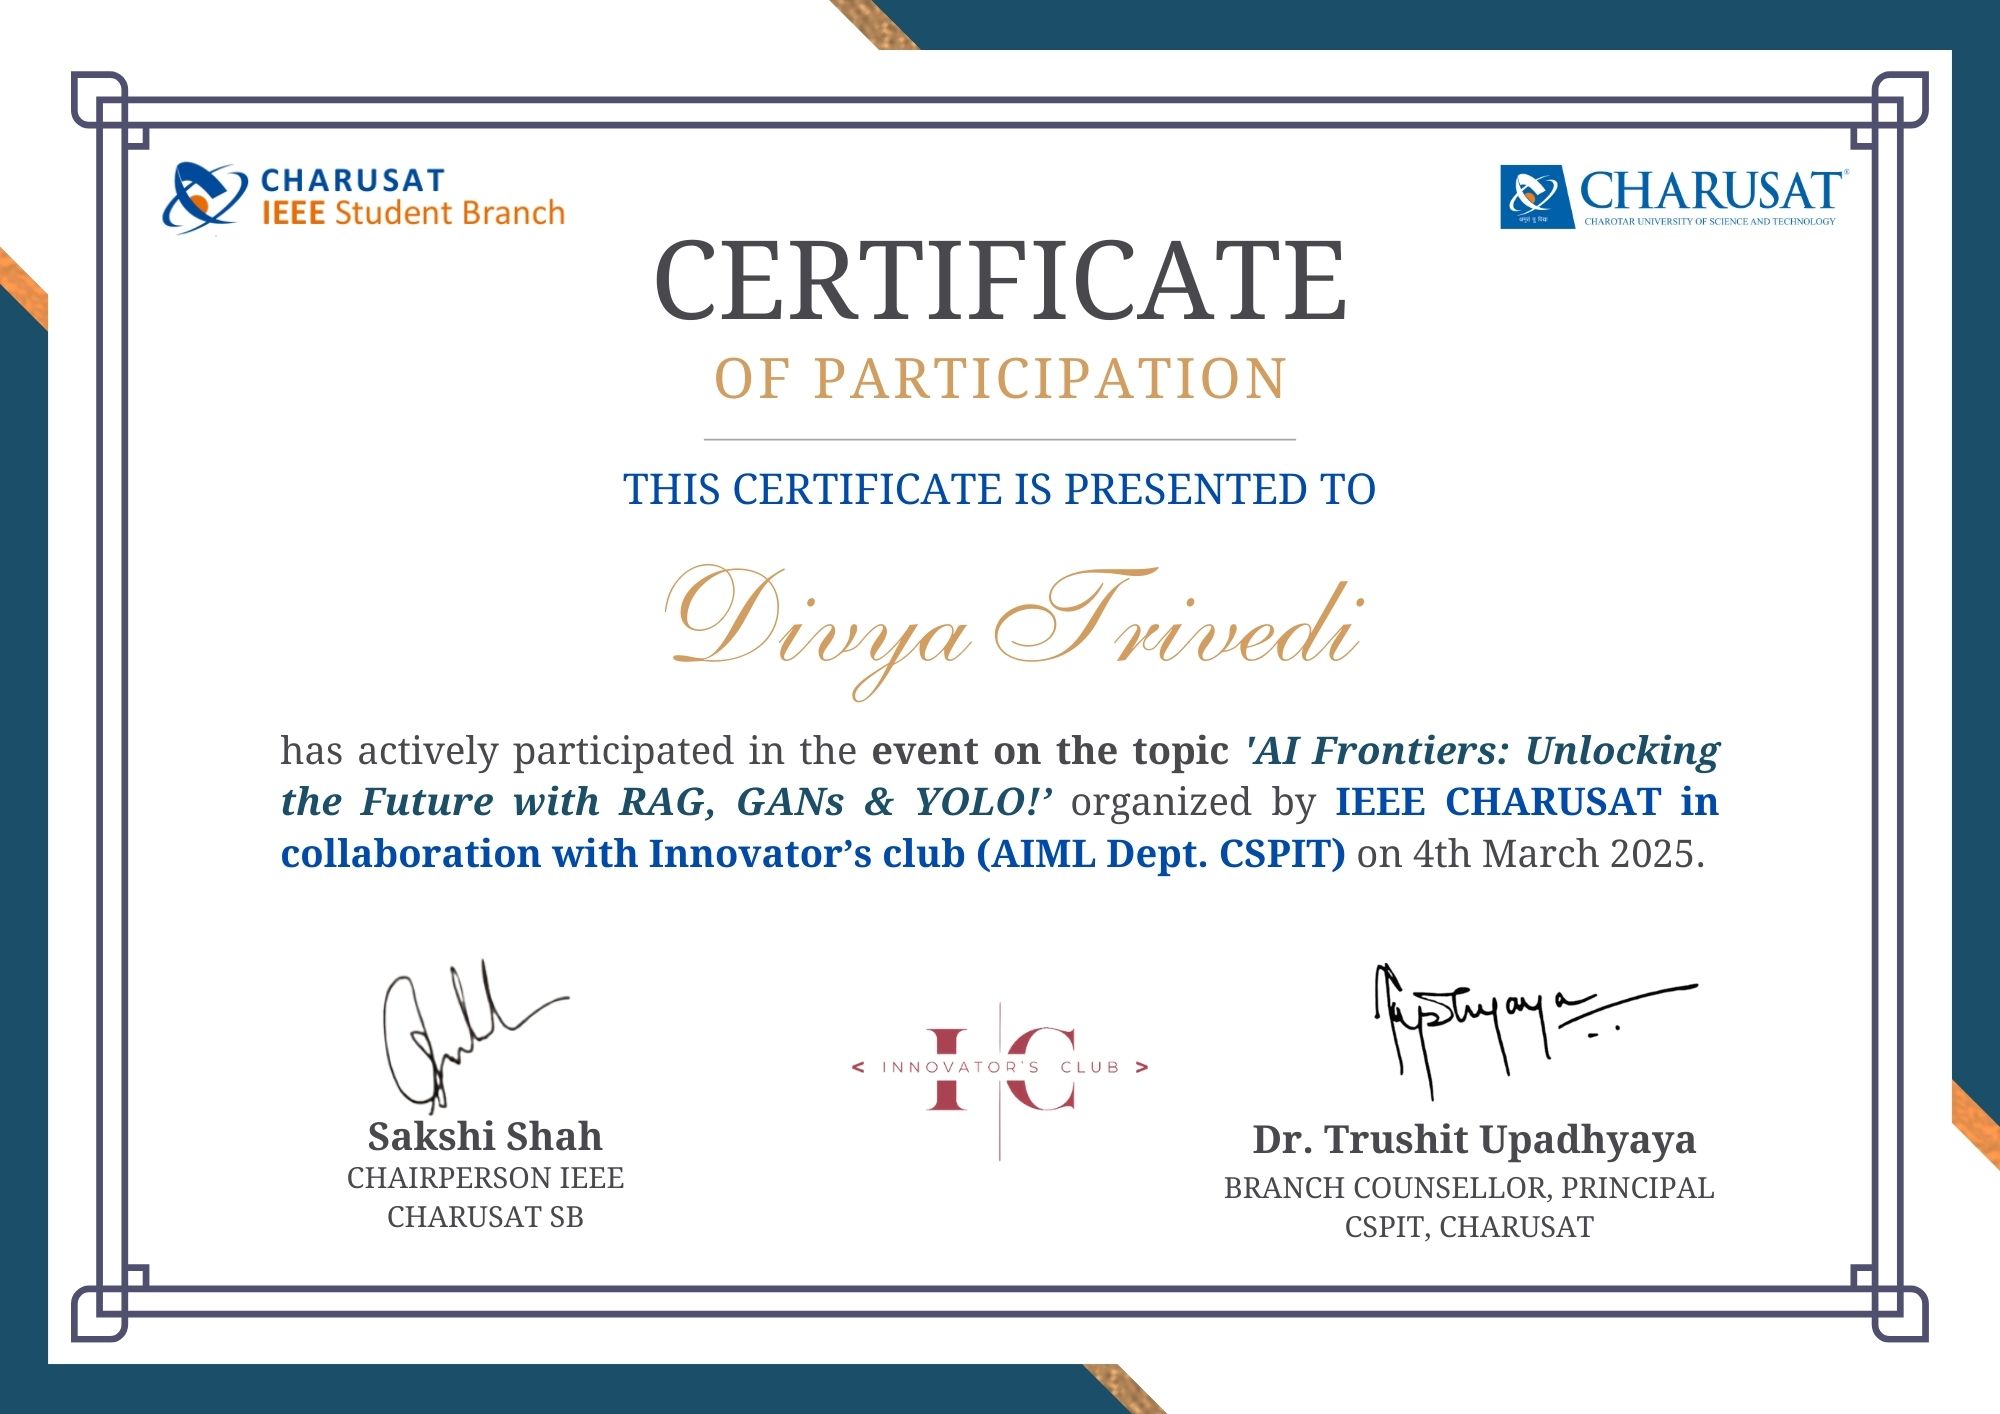 CHARUSAT
IEEE Student Branch
CHARUSAT®
CHAROTAR UNIVERSITY OF SCIENCE AND TECHNOLOGY
CERTIFICATE
OF PARTICIPATION
THIS CERTIFICATE IS PRESENTED TO
Divya Trivedi
has actively participated in the event on the topic 'AI Frontiers: Unlocking
the Future with RAG, GANs & YOLO!’ organized by IEEE CHARUSAT in
collaboration with Innovator’s club (AIML Dept. CSPIT) on 4th March 2025.
IC
< INNOVATOR'S CLUB >
Sakshi Shah
CHAIRPERSON IEEE
CHARUSAT SB
Dr. Trushit Upadhyaya
BRANCH COUNSELLOR, PRINCIPAL
CSPIT, CHARUSAT